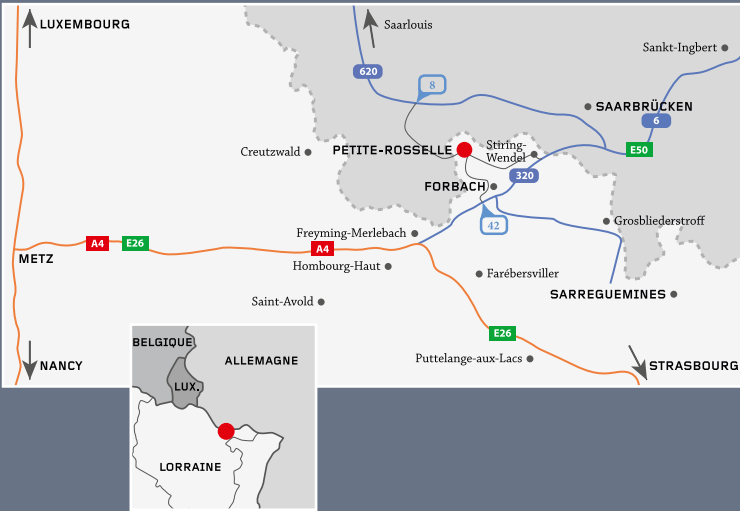 LUXEMBOURG
Saarlouis
Sankt-Ingbert
620
8
SAARBRÜCKEN
6
Creutzwald
PETITE-ROSSELLE
Stiring-
Wendel
E50
320
FORBACH
Grosbliederstroff
42
Freyming-Merlebach
A4
E26
A4
METZ
Hombourg-Haut
Farébersviller
Saint-Avold
SARREGUEMINES
E26
BELGIQUE
ALLEMAGNE
Puttelange-aux-Lacs
NANCY
STRASBOURG
LUX.
LORRAINE